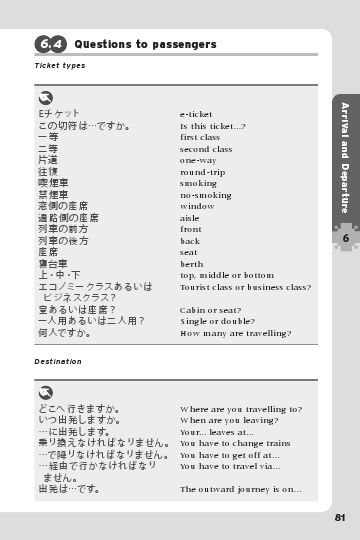 6.4 Questions to passengers
Ticket types
Eチケット e-ticket
この切符は…ですか。 Is this ticket...?
一等 first class
二等 second class
片道 one-way
往復 round-trip
喫煙車 smoking
禁煙車 no-smoking
窓側の座席 window
通路側の座席 aisle
列車の前方 front
列車の後方 back
座席 seat
寝台車 berth
上・中・下 top, middle or bottom
エコノミークラスあるいは Tourist class or business class?
ビジネスクラス？
室あるいは座席？ Cabin or seat?
一人用あるいは二人用？ Single or double?
何人ですか。 How many are travelling?
Destination
どこへ行きますか。 Where are you travelling to?
いつ出発しますか。 When are you leaving?
…に出発します。 Your... leaves at...
乗り換えなければなりません。 You have to change trains
…で降りなければなりません。 You have to get off at...
…経由で行かなければなり You have to travel via...
ません。
出発は…です。 The outward journey is on...
Arrival and Departure
6
81